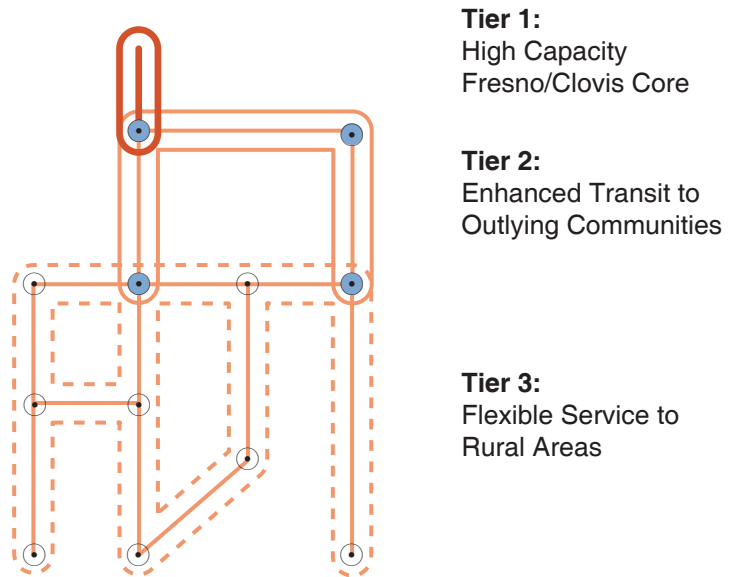 Tier 1:
High Capacity
Fresno/Clovis Core
Tier 2:
Enhanced Transit to
Outlying Communities
Tier 3:
Flexible Service to
Rural Areas